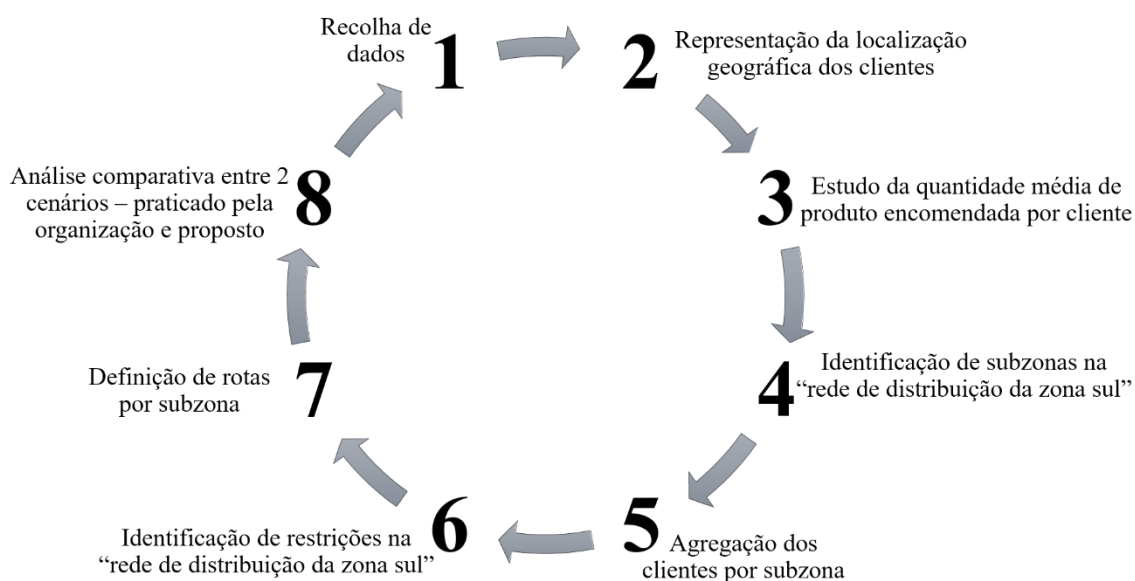 Recolha de
dados
1
2
Representação da localização
geográfica dos clientes
3
Estudo da quantidade média de
produto encomendada por cliente
4
Identificação de subzonas na
“rede de distribuição da zona sul”
5
Agregação dos
clientes por subzona
6
Identificação de restrições na
“rede de distribuição da zona sul”
7
Definição de rotas
por subzona
8
Análise comparativa entre 2
cenários – praticado pela
organização e proposto